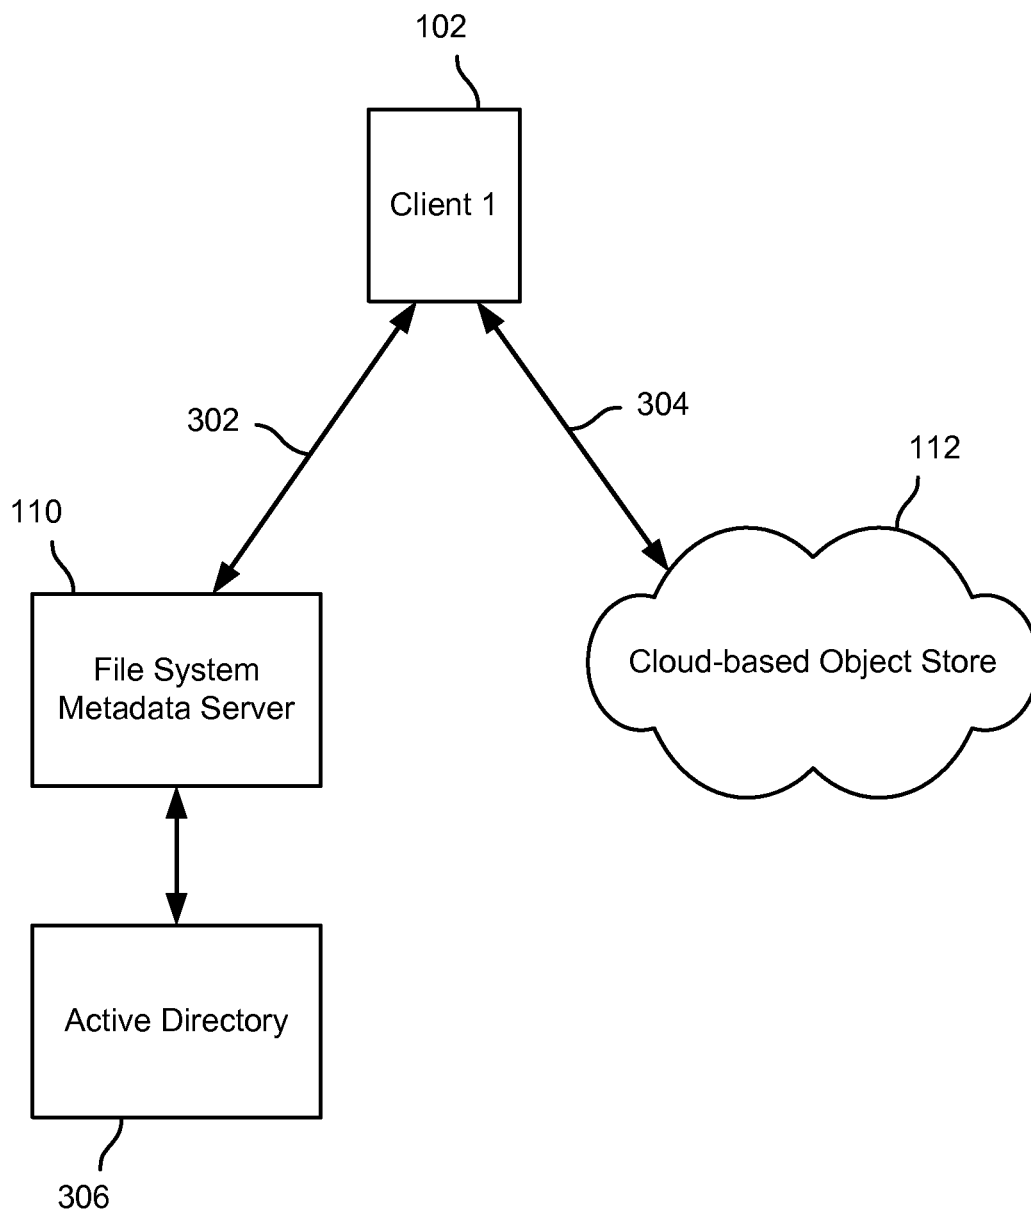 102
Client 1
302
304
112
110
File System
Metadata Server
Cloud-based Object Store
Active Directory
306